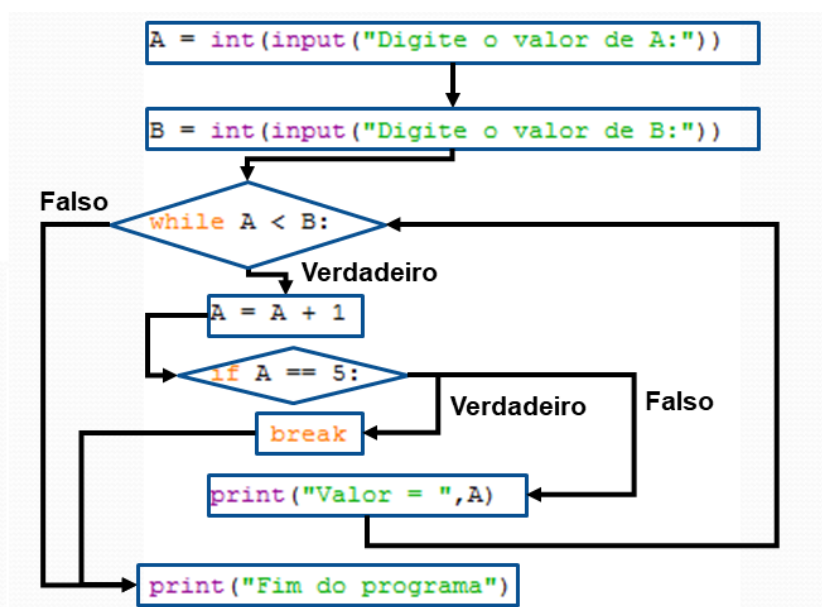 A = int(input("Digite o valor de A:"))
B = int(input("Digite o valor de B:"))
Falso
while A < B:
Verdadeiro
A = A + 1
if A == 5:
Verdadeiro
Falso
break
print("Valor = ",A)
print("Fim do programa")